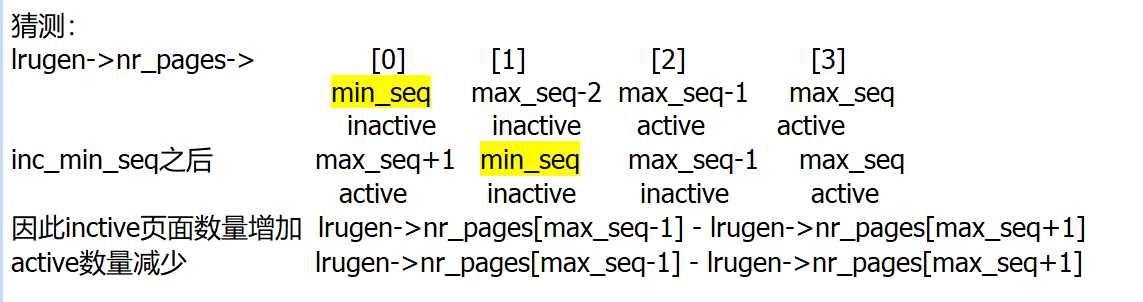 猜测：
lrugen->nr_pages-> [0] [1] [2] [3]
min_seq max_seq-2 max_seq-1 max_seq
inactive inactive active active
inc_min_seq之后 max_seq+1 min_seq max_seq-1 max_seq
active inactive inactive active
因此inctive页面数量增加 lrugen->nr_pages[max_seq-1] - lrugen->nr_pages[max_seq+1]
active数量减少 lrugen->nr_pages[max_seq-1] - lrugen->nr_pages[max_seq+1]